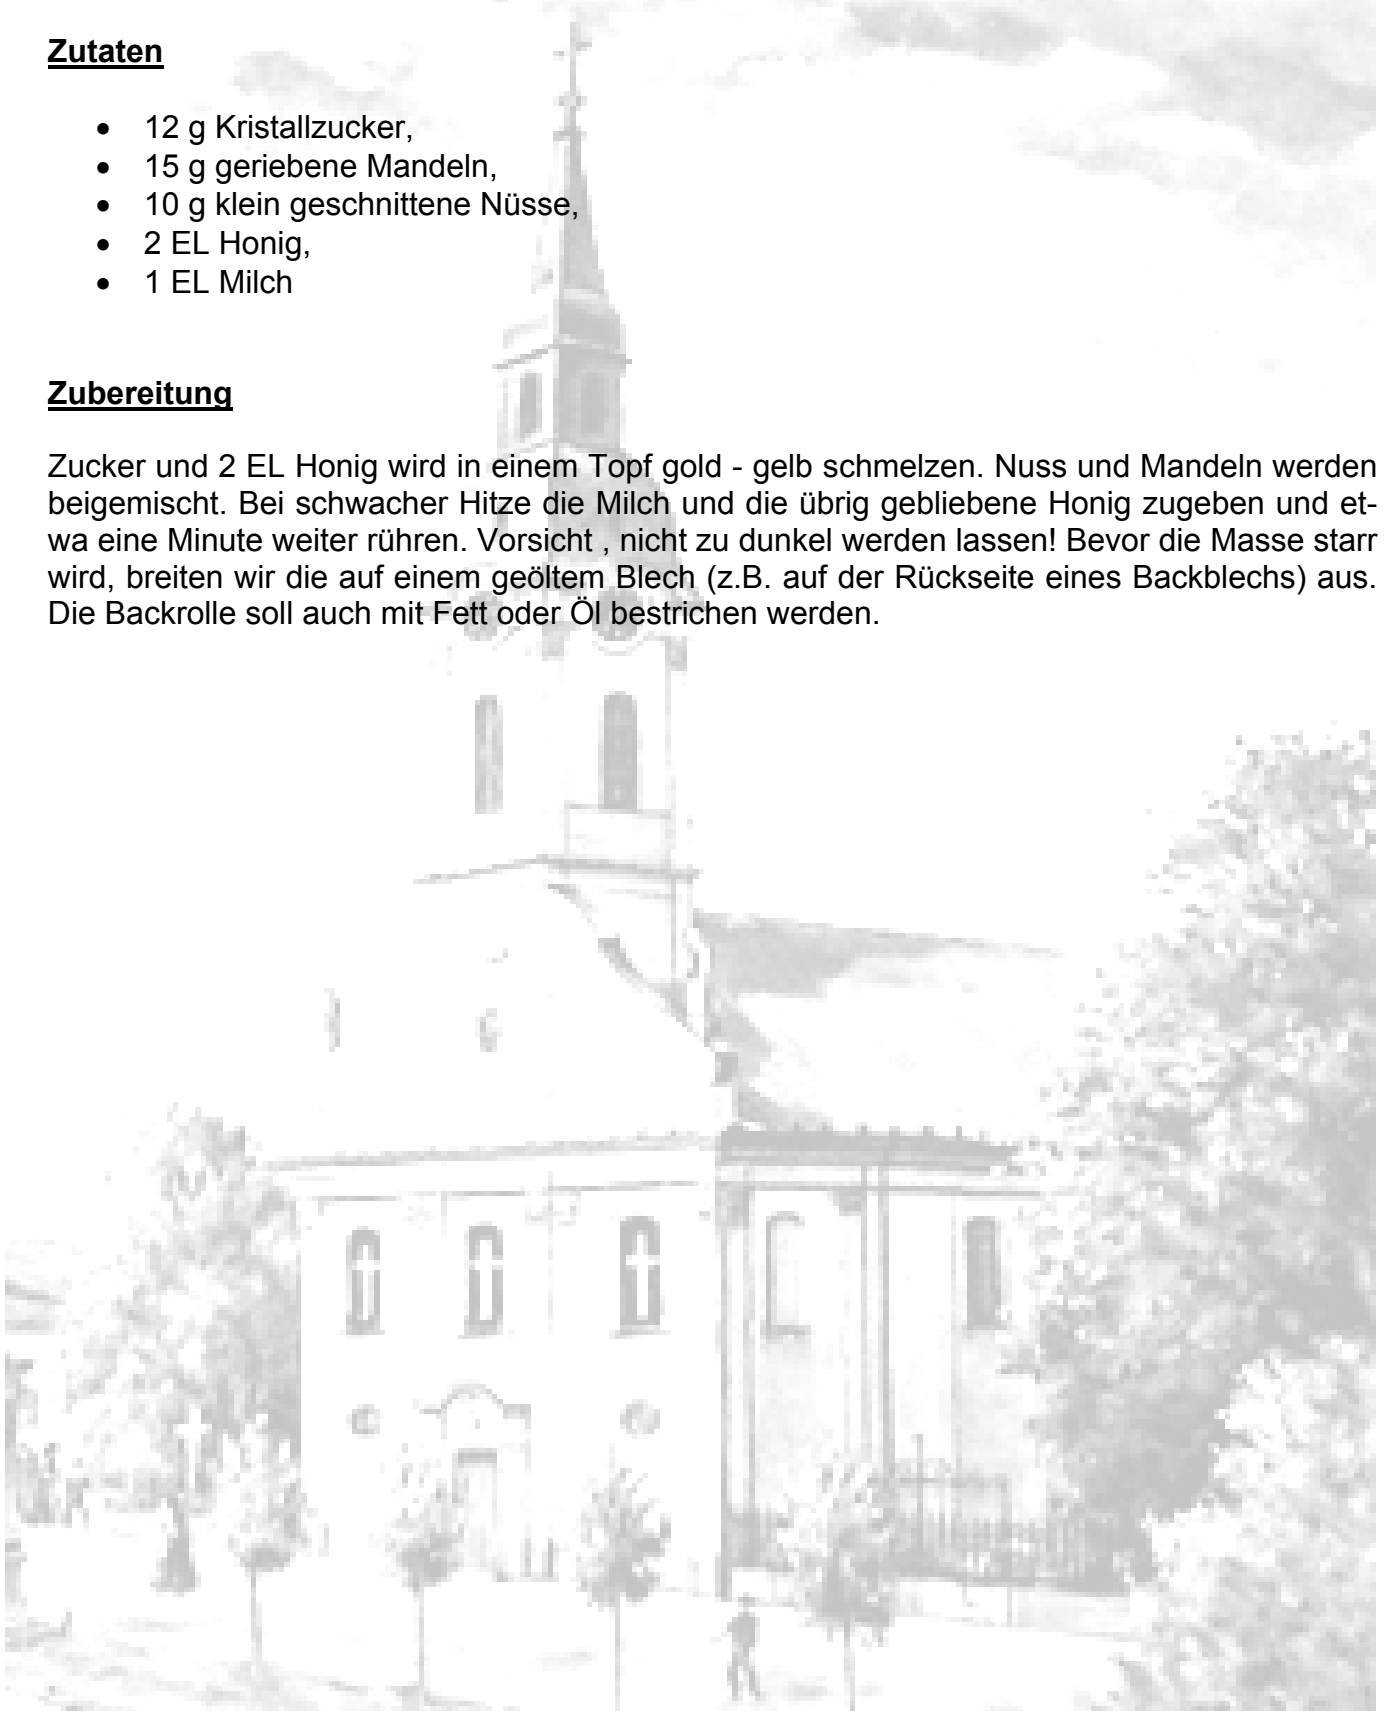 Zutaten
• 12 g Kristallzucker,
• 15 g geriebene Mandeln,
• 10 g klein geschnittene Nüsse,
• 2 EL Honig,
• 1 EL Milch
Zubereitung
Zucker und 2 EL Honig wird in einem Topf gold - gelb schmelzen. Nuss und Mandeln werden
beigemischt. Bei schwacher Hitze die Milch und die übrig gebliebene Honig zugeben und et-
wa eine Minute weiter rühren. Vorsicht , nicht zu dunkel werden lassen! Bevor die Masse starr
wird, breiten wir die auf einem geöltem Blech (z.B. auf der Rückseite eines Backblechs) aus.
Die Backrolle soll auch mit Fett oder Öl bestrichen werden.